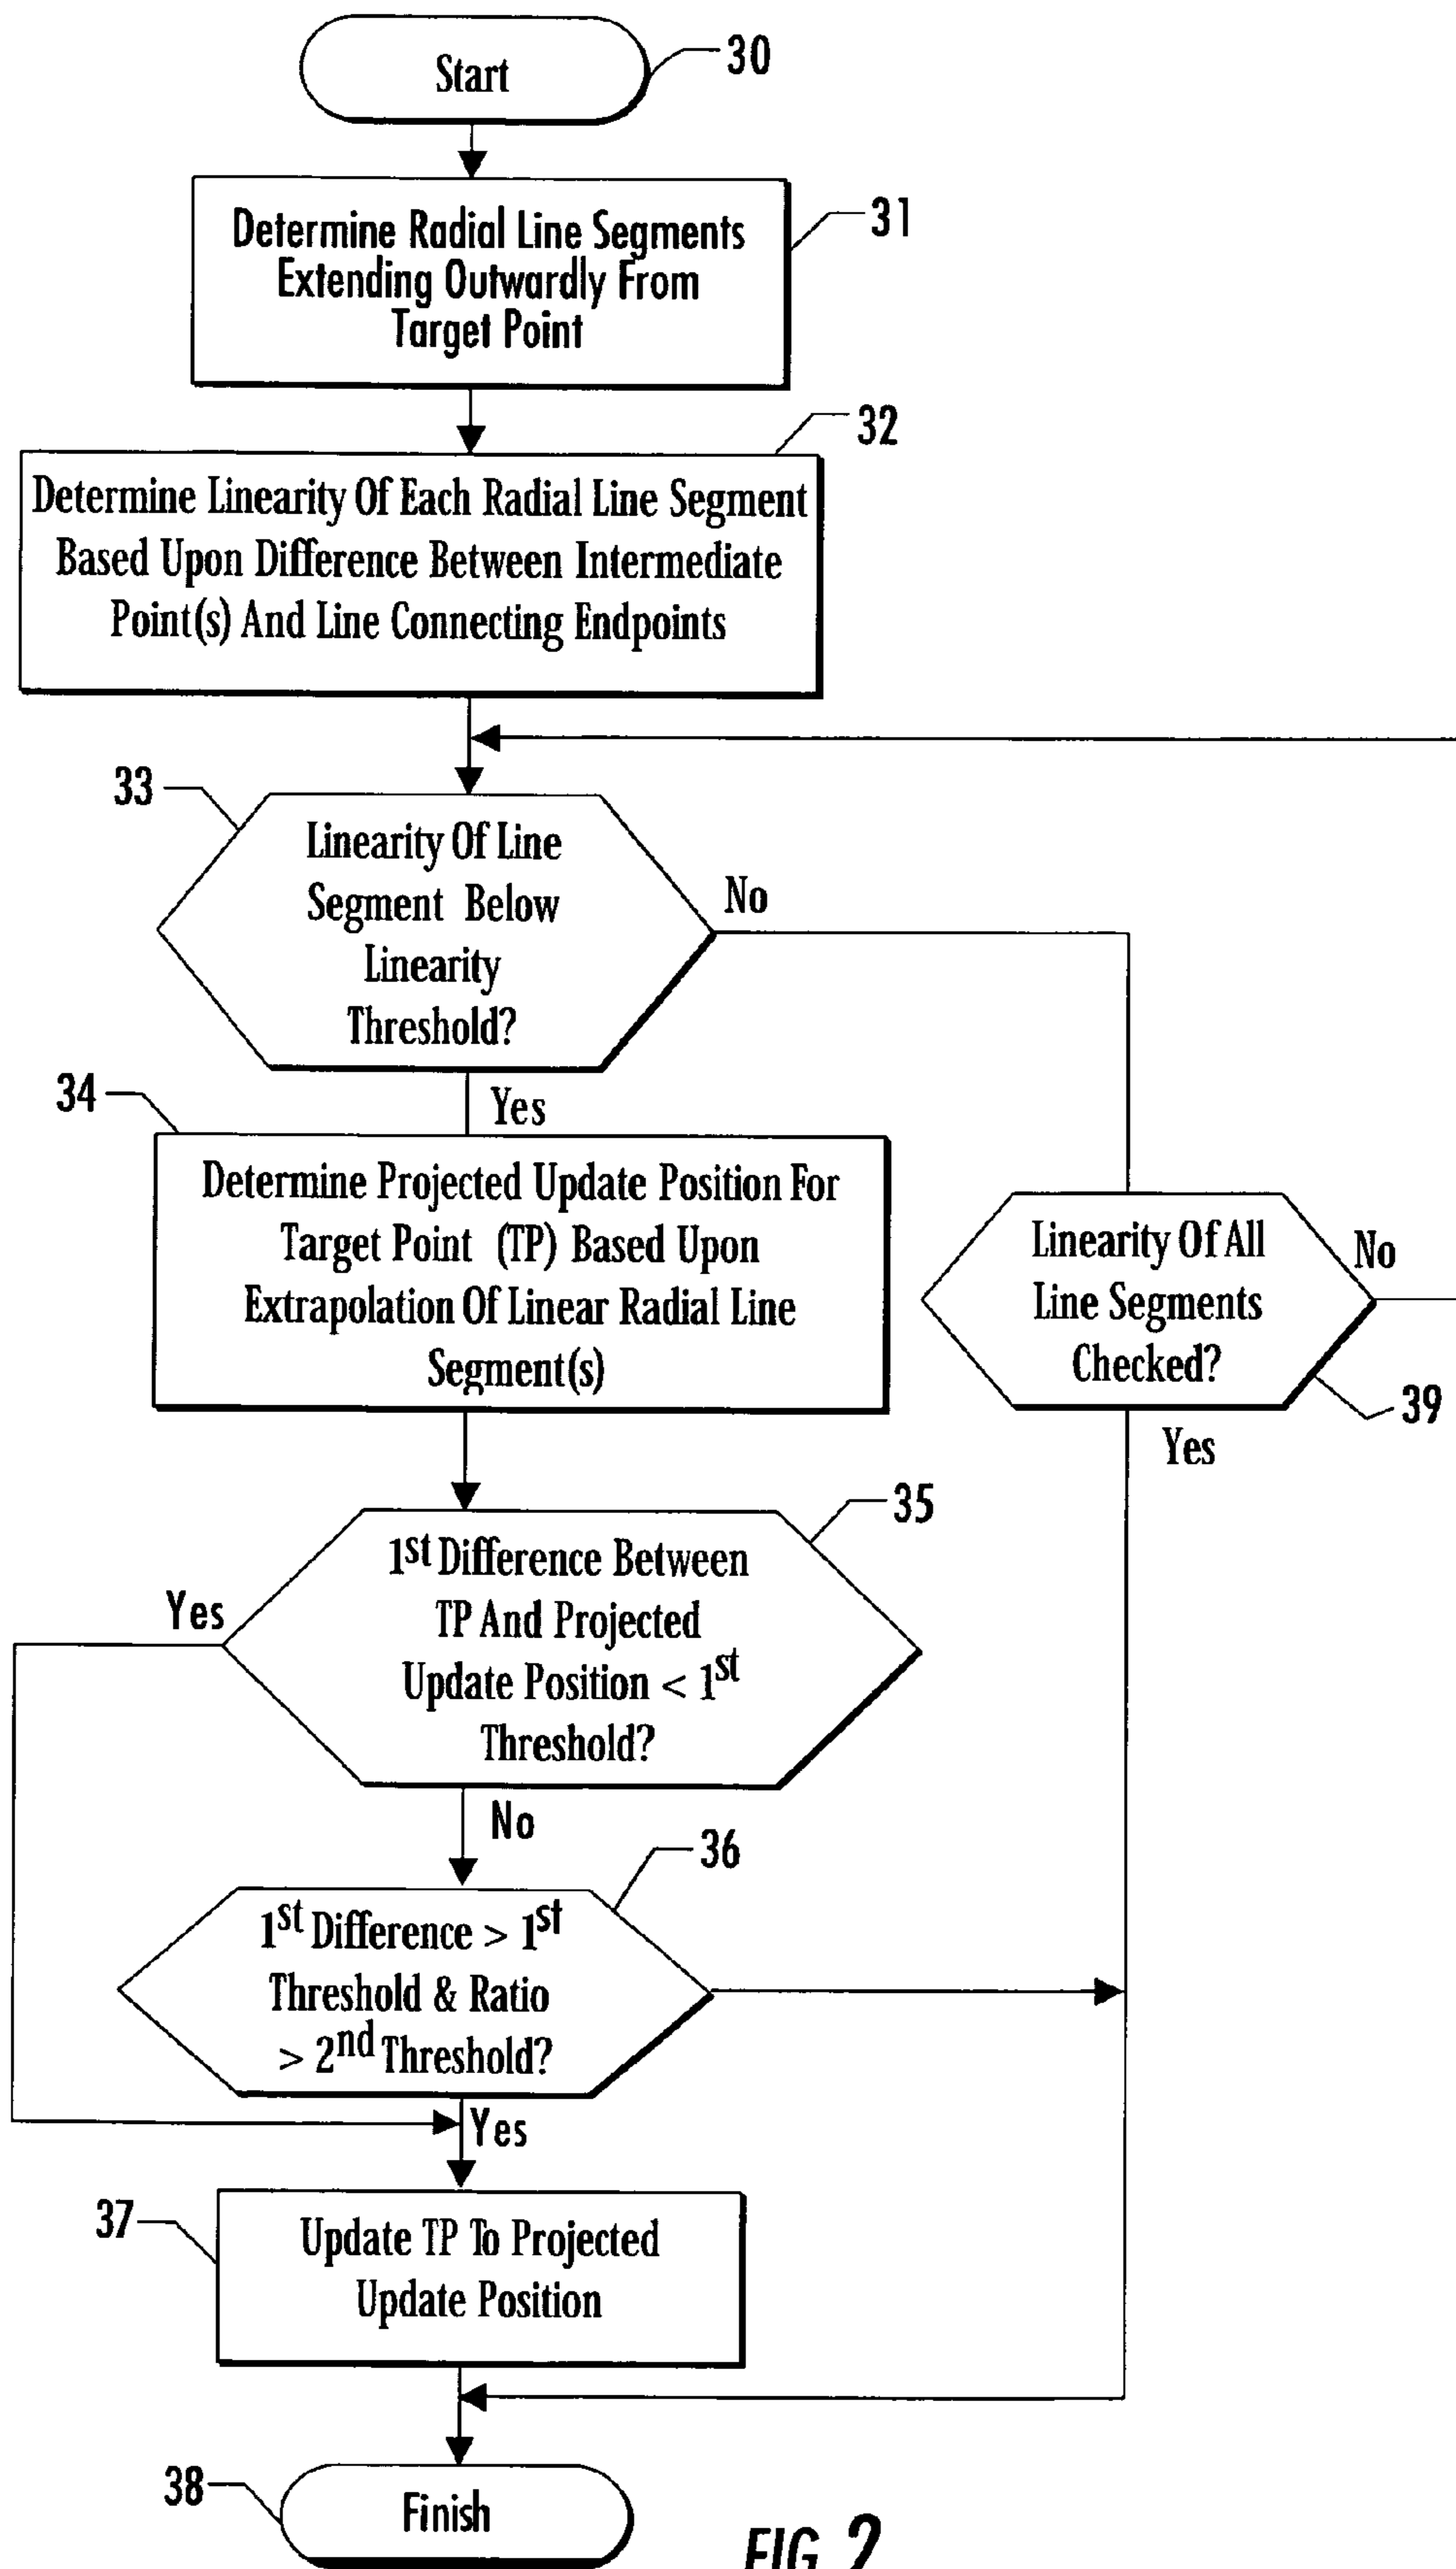 Start
30
Determine Radial Line Segments
Extending Outwardly From
Target Point
31
32
Determine Linearity Of Each Radial Line Segment
Based Upon Difference Between Intermediate
Point(s) And Line Connecting Endpoints
33
Linearity Of Line
Segment Below
Linearity
Threshold?
No
Yes
34
Determine Projected Update Position For
Target Point (TP) Based Upon
Extrapolation Of Linear Radial Line
Segment(s)
Linearity Of All
Line Segments
Checked?
No
39
Yes
35
1st Difference Between
TP And Projected
Update Position < 1st
Threshold?
Yes
No
36
1st Difference > 1st
Threshold & Ratio
> 2nd Threshold?
Yes
37
Update TP To Projected
Update Position
38
Finish
FIG. 2